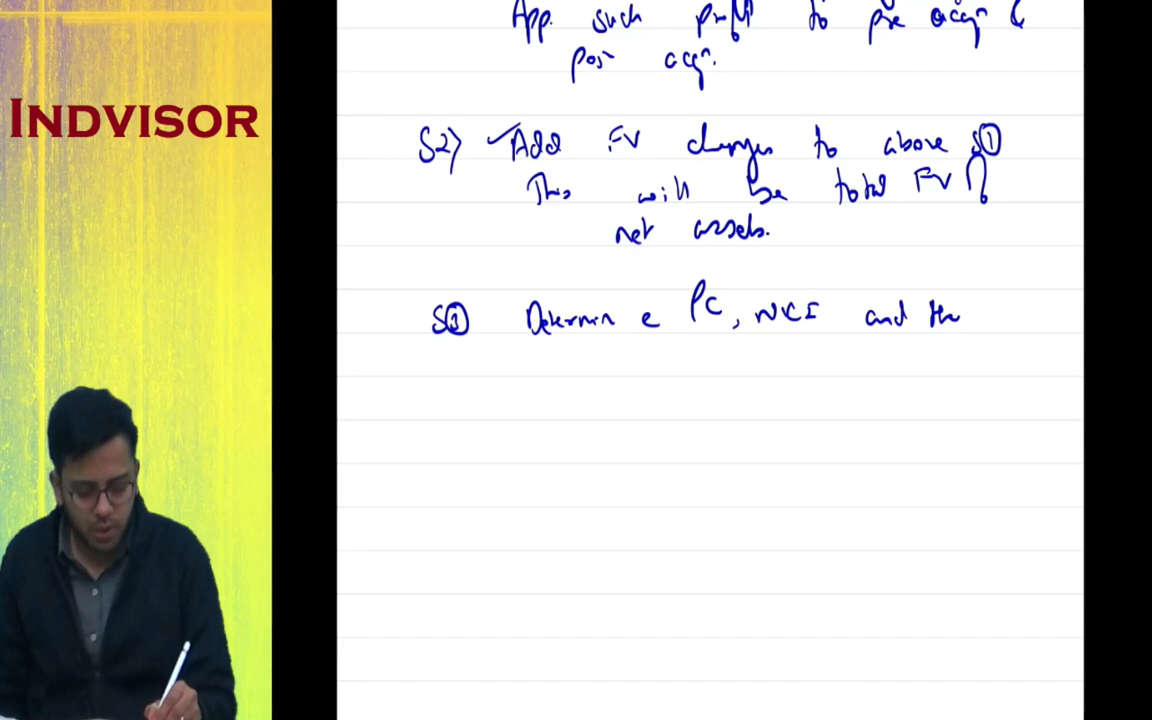 INDVISOR
App. such profit to pre acqn &
post acqn.
S2) ✓Add FV changes to above S①
This will be total FV of
net assets.
S③ Determine PC, NCI and the